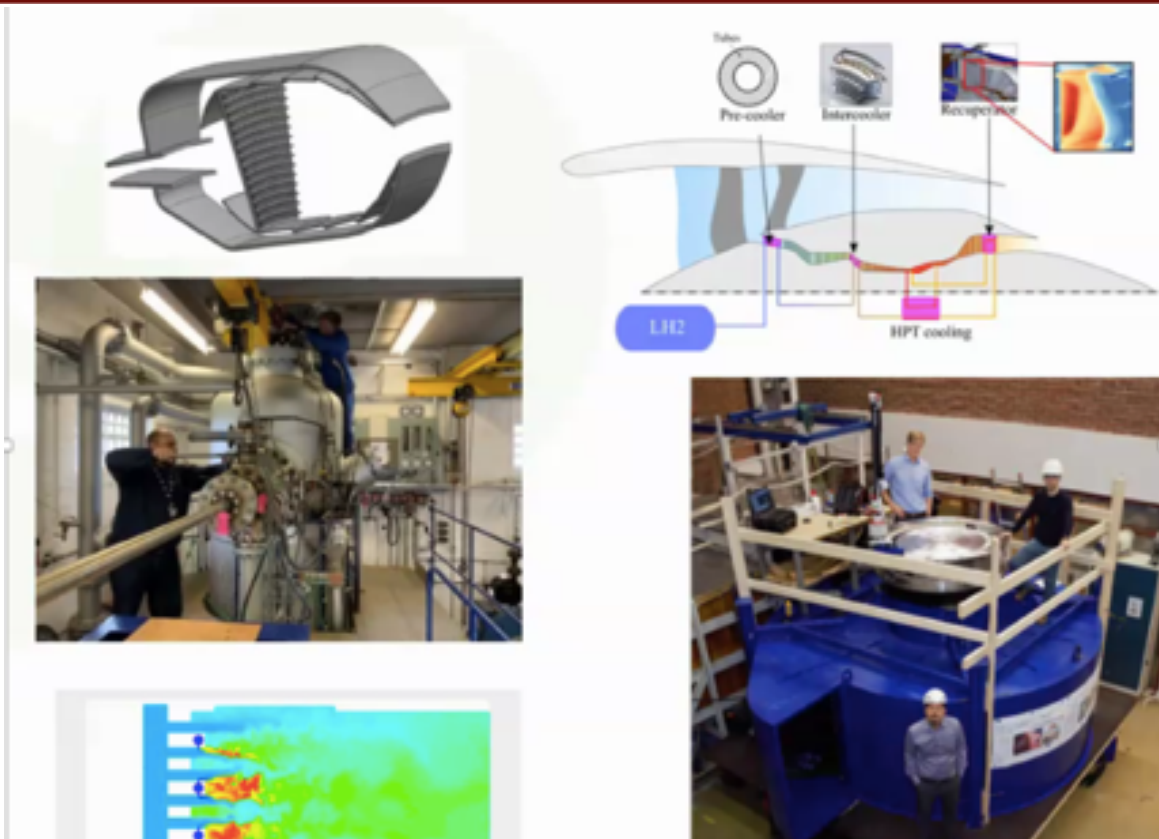 Tubes
Pre-cooler
Intercooler
Recuperator
LH2
HPT cooling